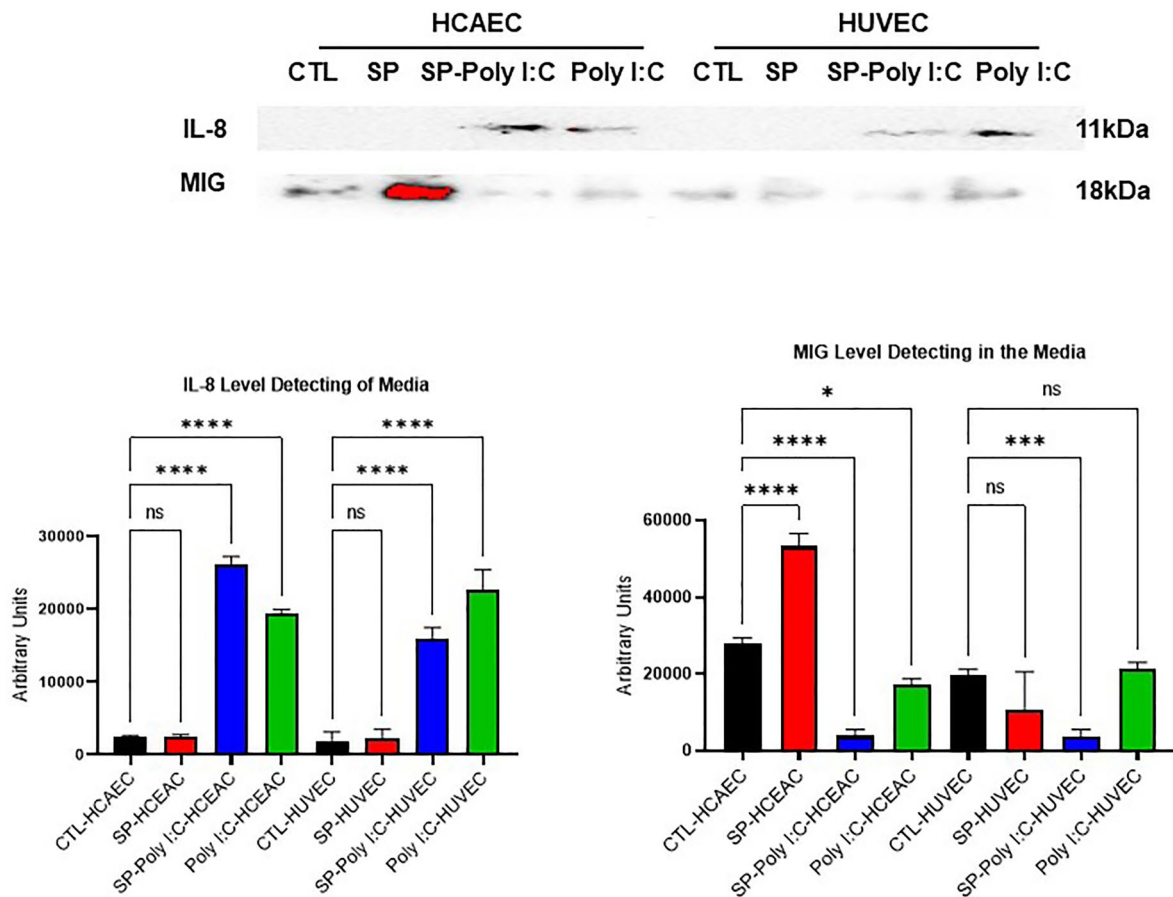 HCAEC HUVEC
CTL SP SP-Poly I:C Poly I:C CTL SP SP-Poly I:C Poly I:C
IL-8 11kDa
MIG 18kDa
IL-8 Level Detecting of Media
**** ****
**** ****
ns ns
30000
20000
10000
0
Arbitrary Units
CTL-HCAEC
SP-HCEAC
SP-Poly I:C-HCEAC
Poly I:C-HCEAC
CTL-HUVEC
SP-HUVEC
SP-Poly I:C-HUVEC
Poly I:C-HUVEC
MIG Level Detecting in the Media
* ns
**** ***
**** ns
60000
40000
20000
0
Arbitrary Units
CTL-HCAEC
SP-HCEAC
SP-Poly I:C-HCEAC
Poly I:C-HCEAC
CTL-HUVEC
SP-HUVEC
SP-Poly I:C-HUVEC
Poly I:C-HUVEC